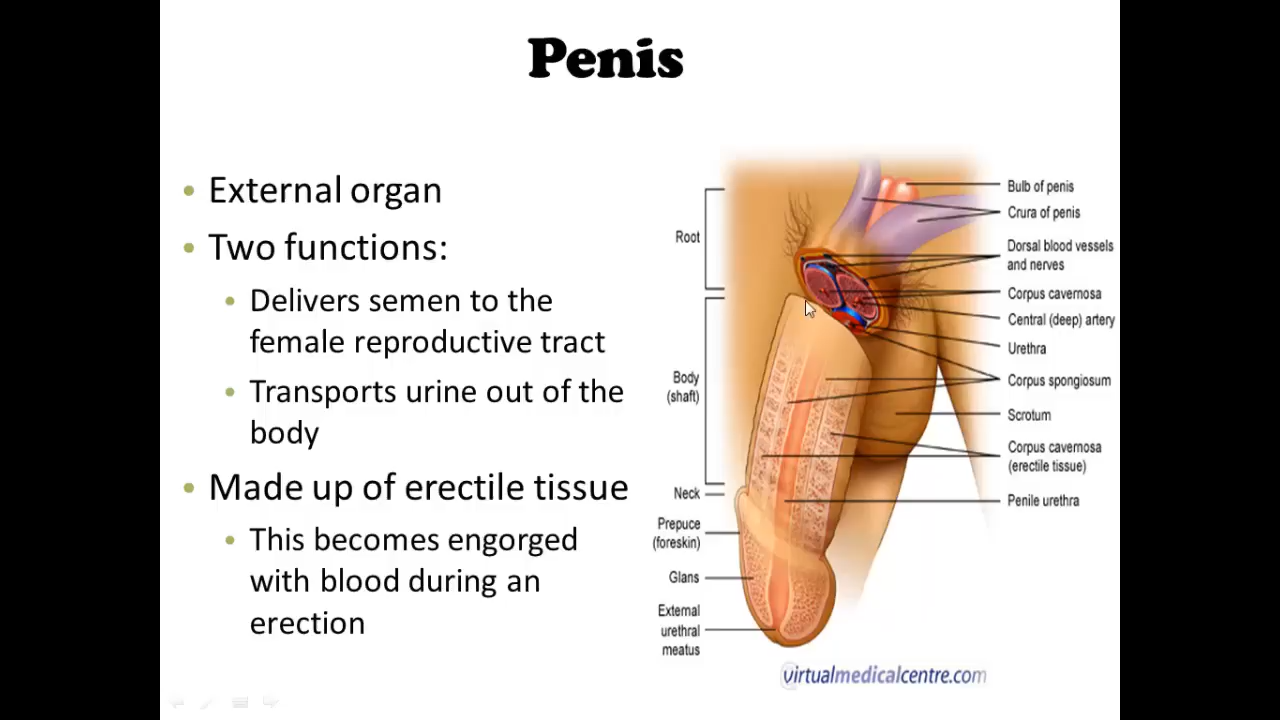 Penis
External organ
Two functions:
Delivers semen to the
female reproductive tract
Transports urine out of the
body
Made up of erectile tissue
This becomes engorged
with blood during an
erection
Root
Body
(shaft)
Neck
Prepuce
(foreskin)
Glans
External
urethral
meatus
Bulb of penis
Crura of penis
Dorsal blood vessels
and nerves
Corpus cavernosa
Central (deep) artery
Urethra
Corpus spongiosum
Scrotum
Corpus cavernosa
(erectile tissue)
Penile urethra
virtualmedicalcentre.com